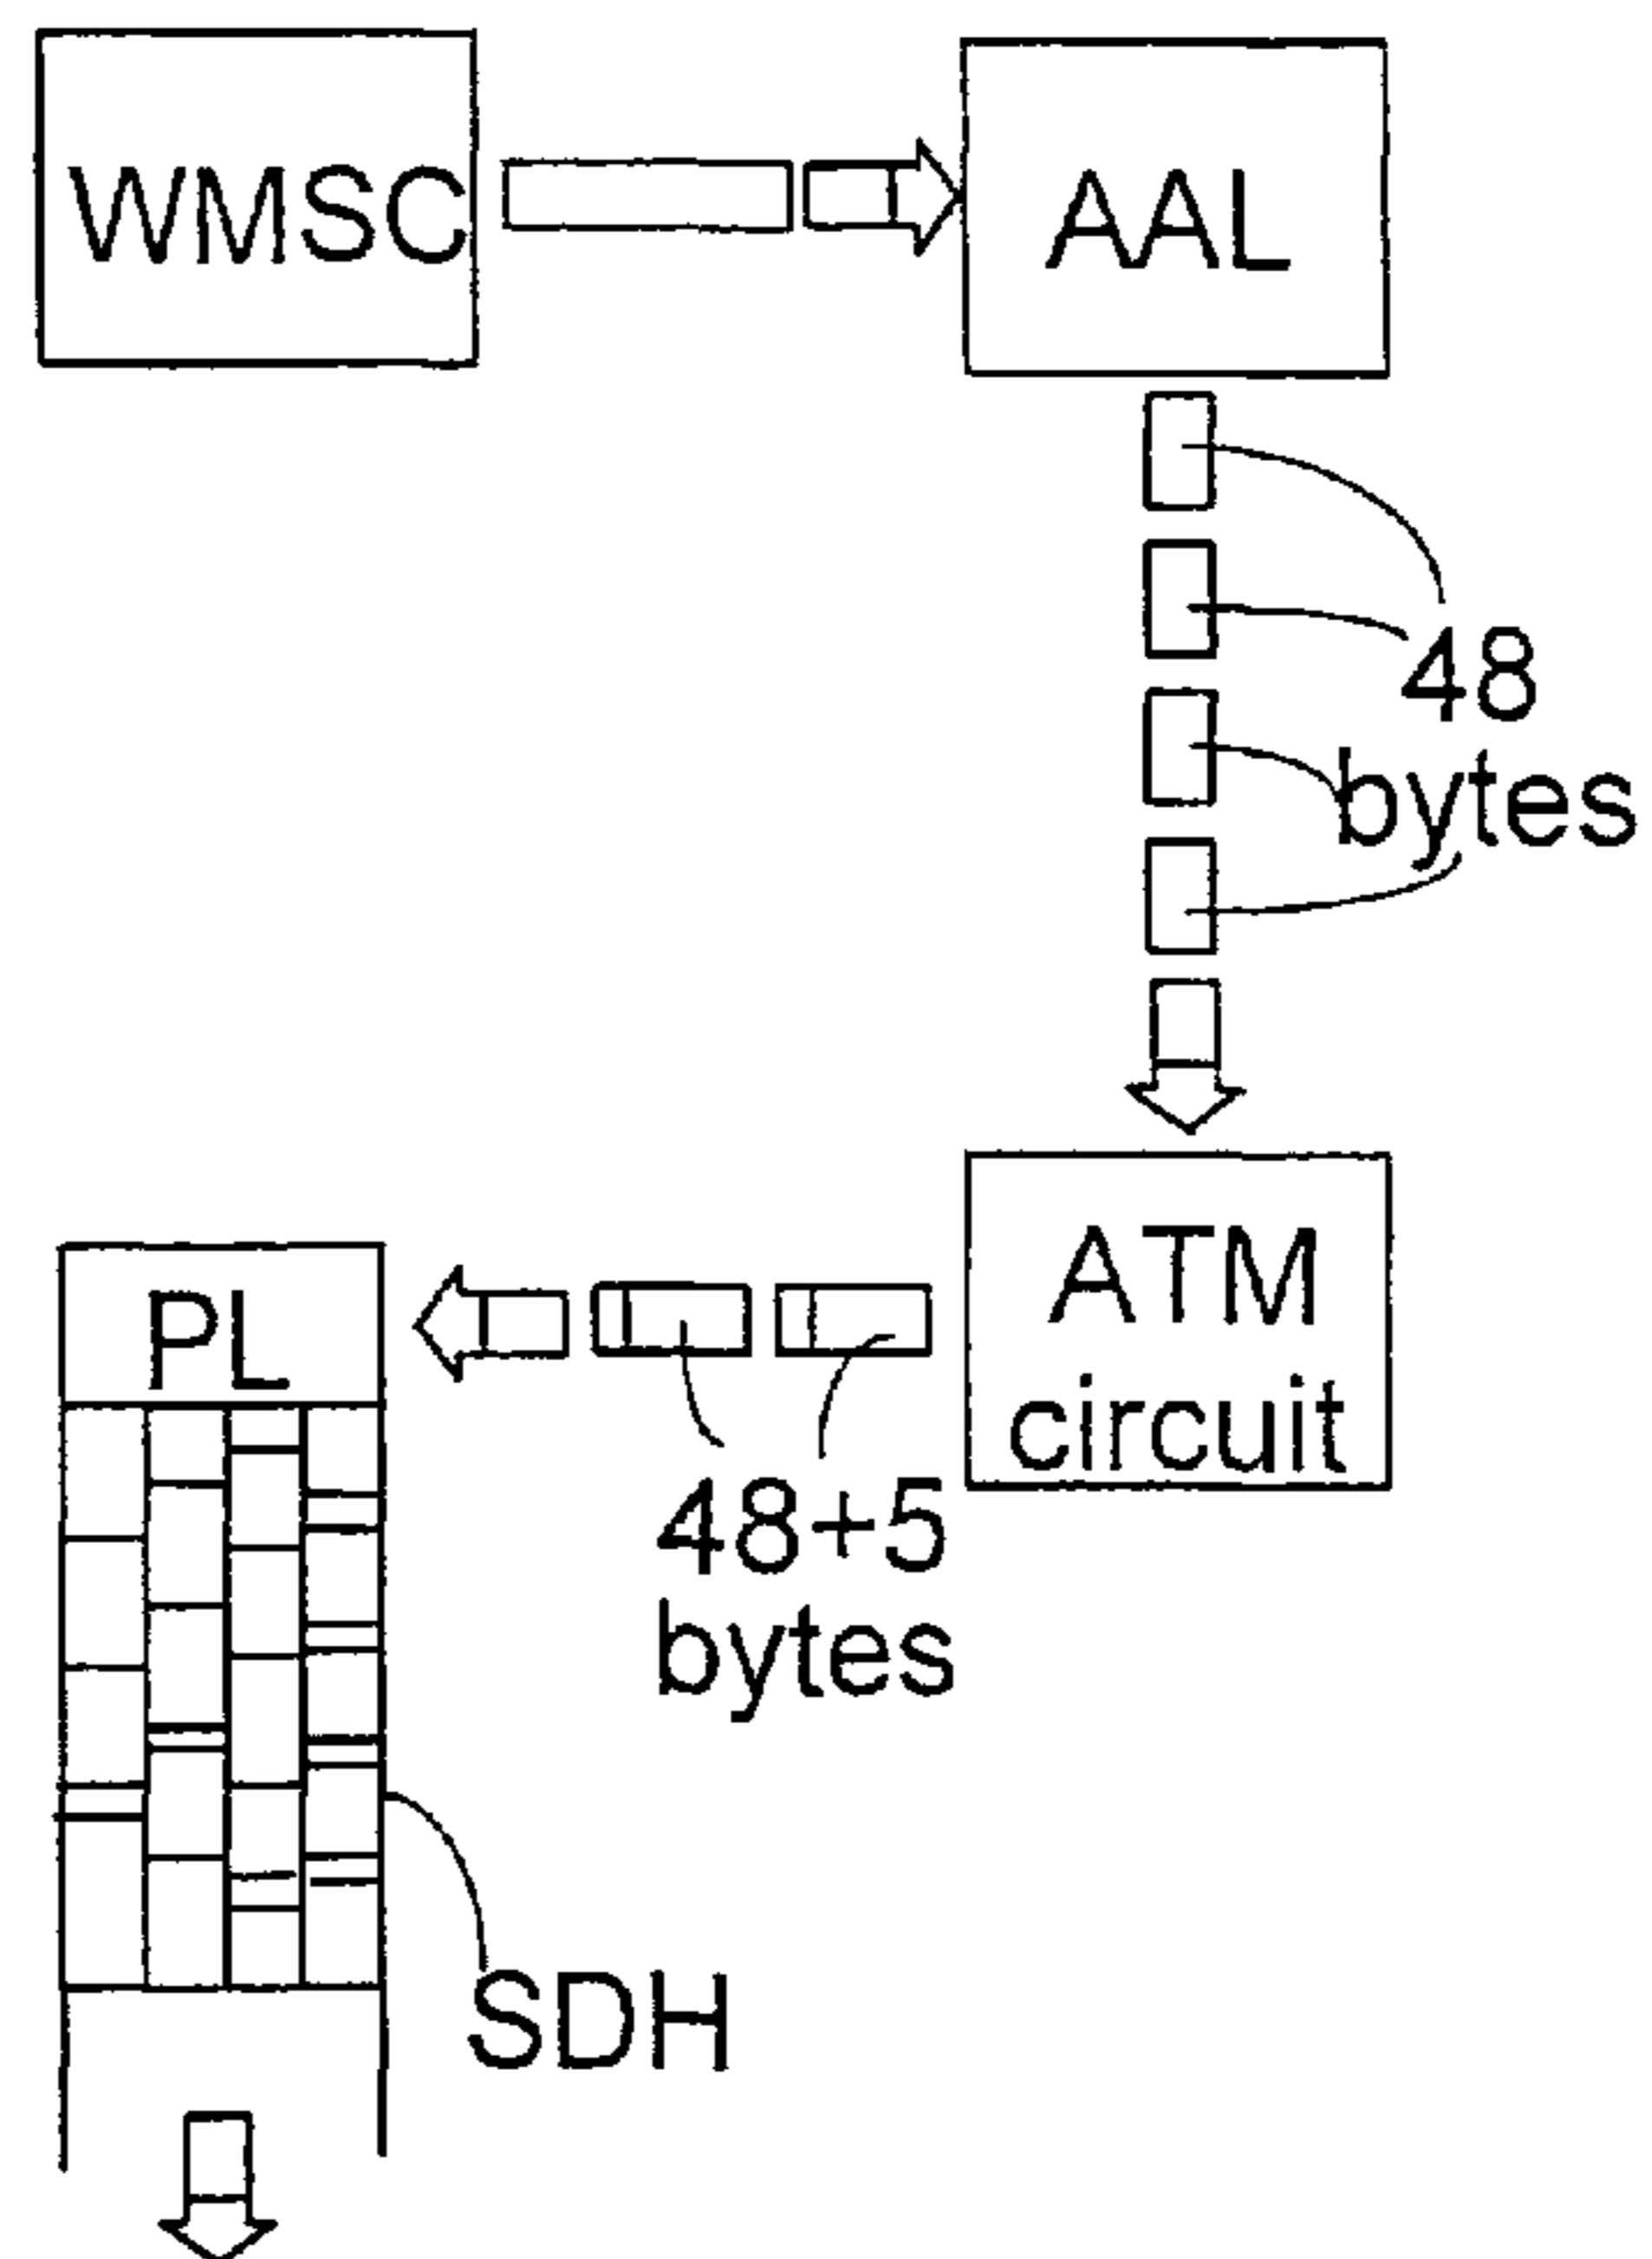 WMSC
AAL
48
bytes
ATM
circuit
PL
48+5
bytes
SDH